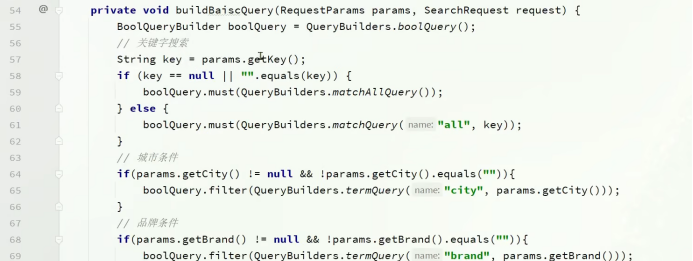 54 @ private void buildBaiscQuery(RequestParams params, SearchRequest request) {
55 BoolQueryBuilder boolQuery = QueryBuilders.boolQuery();
56 // 关键字搜索
57 String key = params.getKey();
58 if (key == null || "".equals(key)) {
59 boolQuery.must(QueryBuilders.matchAllQuery());
60 } else {
61 boolQuery.must(QueryBuilders.matchQuery( name: "all", key));
62 }
63 // 城市条件
64 if(params.getCity() != null && !params.getCity().equals("")){
65 boolQuery.filter(QueryBuilders.termQuery( name: "city", params.getCity()));
66 }
67 // 品牌条件
68 if(params.getBrand() != null && !params.getBrand().equals("")){
69 boolQuery.filter(QueryBuilders.termQuery( name: "brand", params.getBrand()));